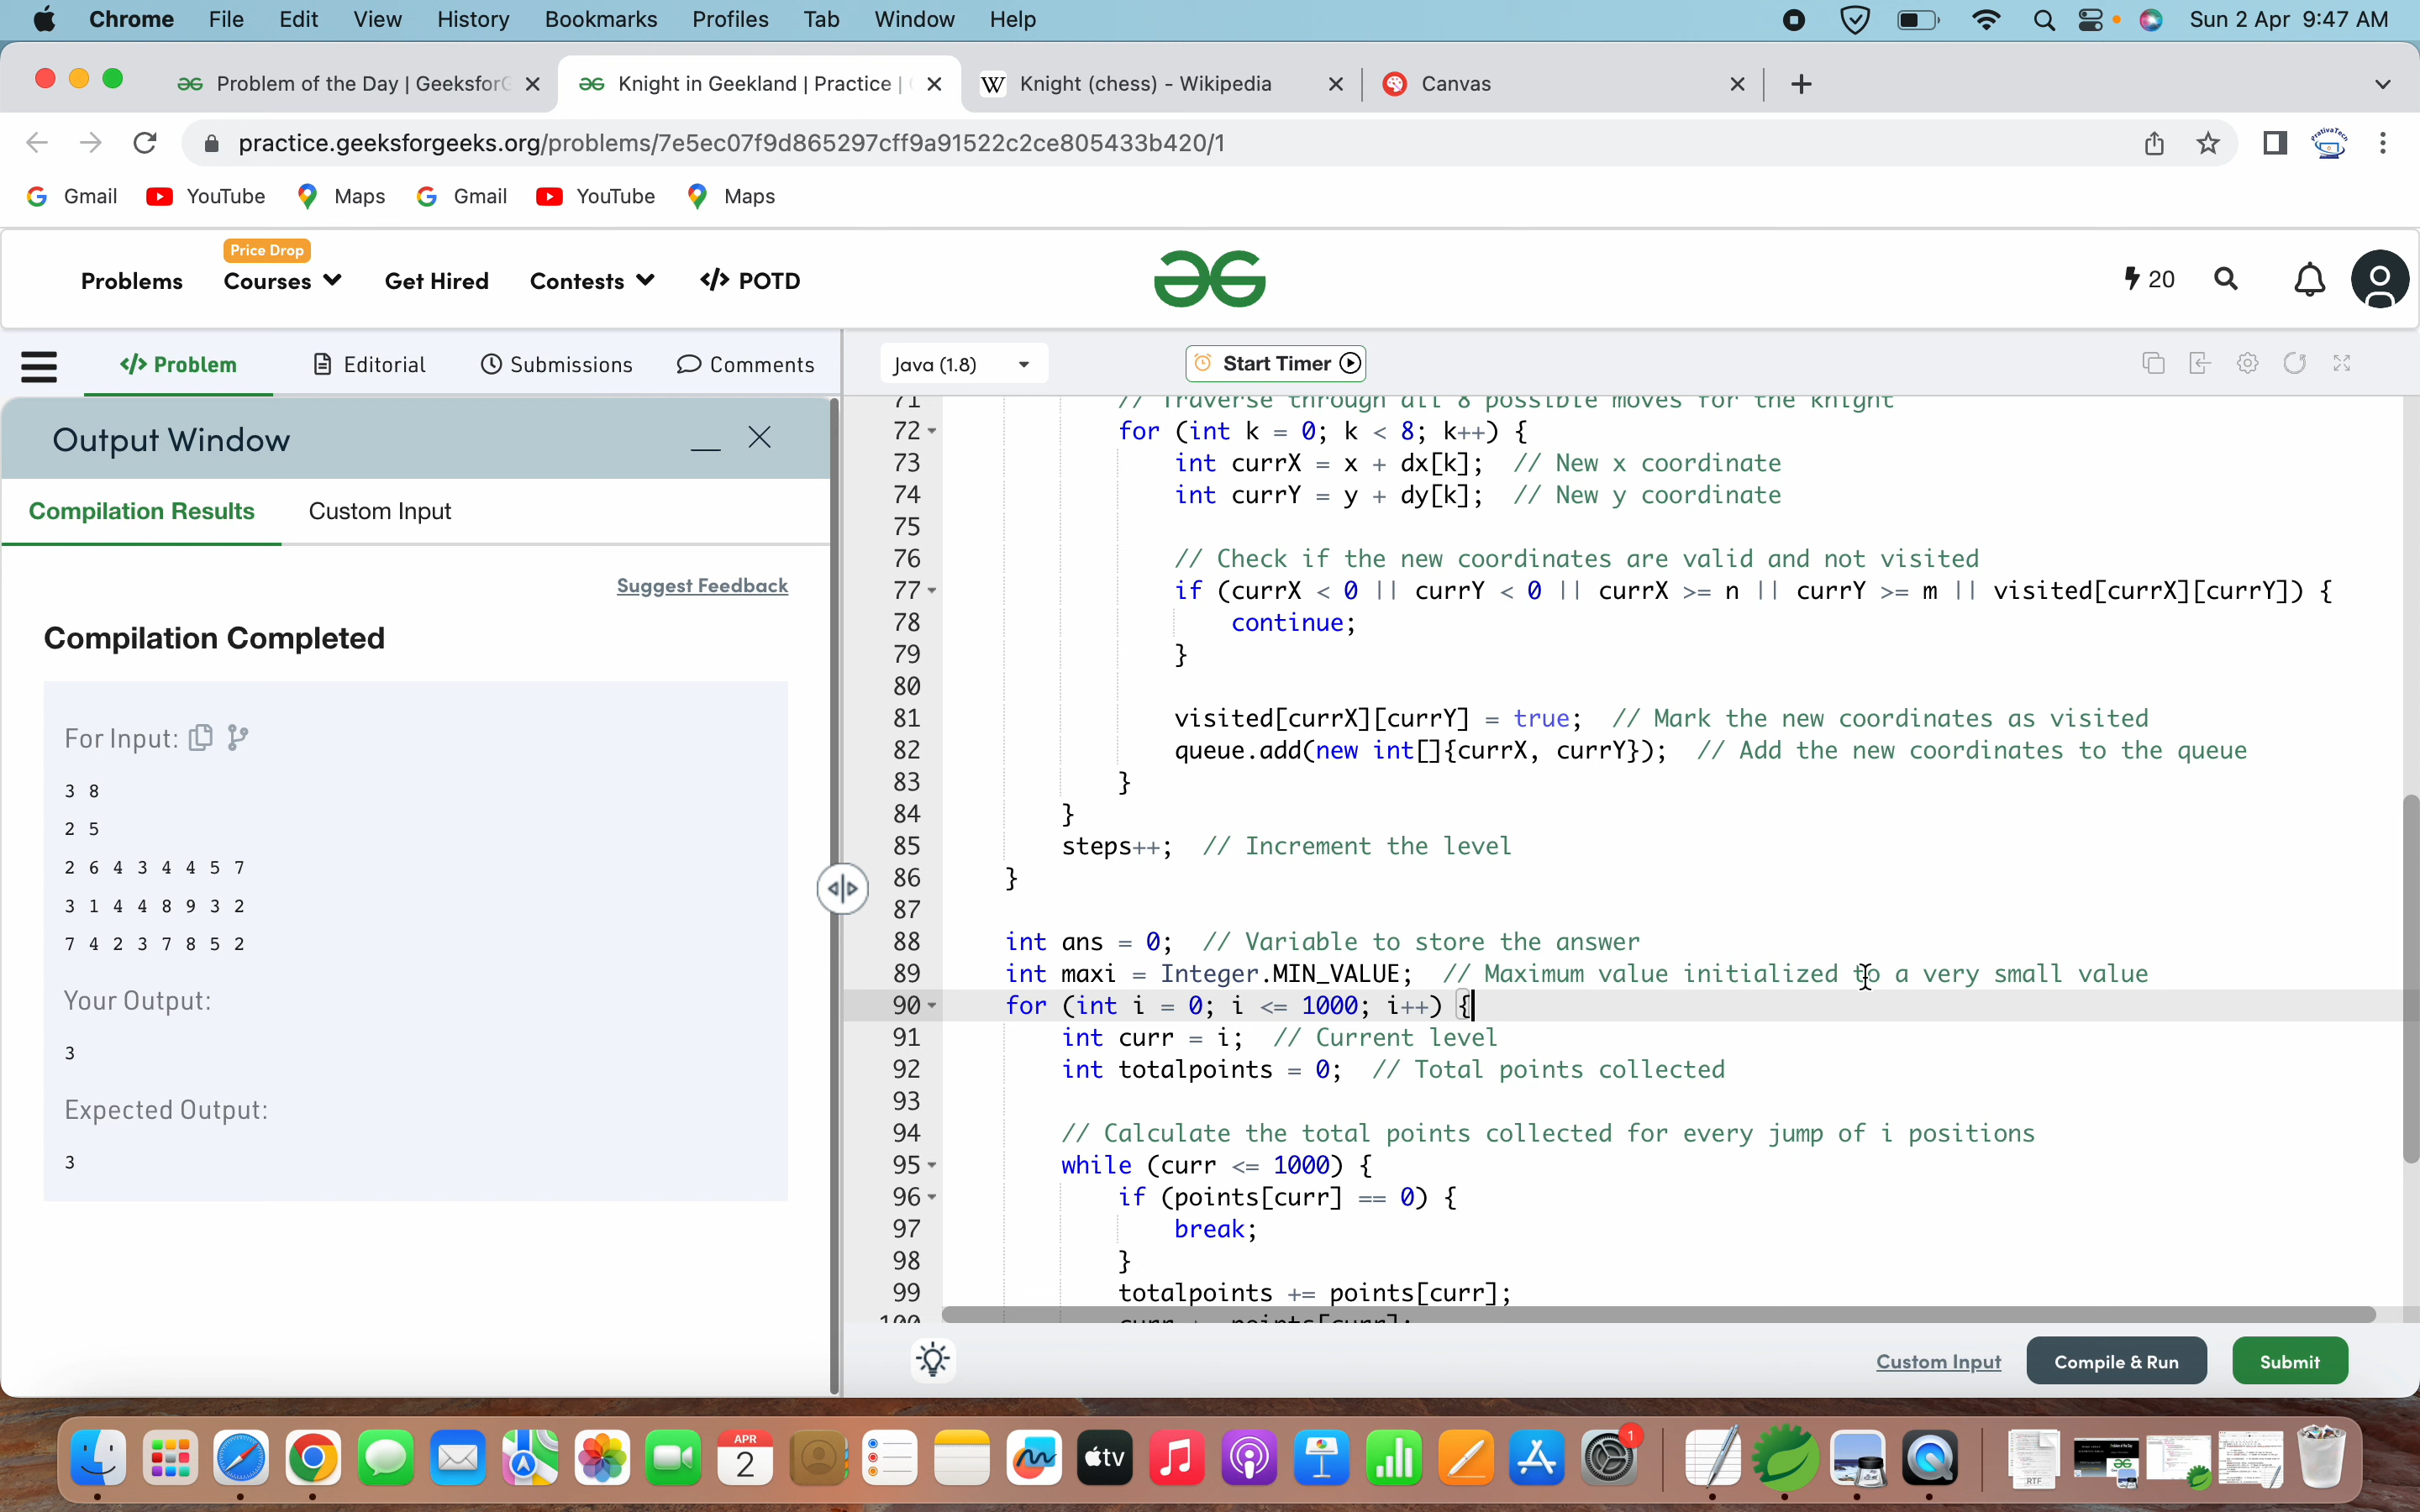 Chrome File Edit View History Bookmarks Profiles Tab Window Help Sun 2 Apr 9:47 AM
Problem of the Day | GeeksforG Knight in Geekland | Practice | Knight (chess) - Wikipedia Canvas
practice.geeksforgeeks.org/problems/7e5ec07f9d865297cff9a91522c2ce805433b420/1
Gmail YouTube Maps Gmail YouTube Maps
Price Drop
Problems Courses Get Hired Contests </> POTD 20
</> Problem Editorial Submissions Comments
Java (1.8) Start Timer
Output Window
Compilation Results Custom Input
Suggest Feedback
Compilation Completed
For Input:
3 8
2 5
2 6 4 3 4 4 5 7
3 1 4 4 8 9 3 2
7 4 2 3 7 8 5 2
Your Output:
3
Expected Output:
3
71 // Traverse through all 8 possible moves for the knight
72 for (int k = 0; k < 8; k++) {
73 int currX = x + dx[k]; // New x coordinate
74 int currY = y + dy[k]; // New y coordinate
75
76 // Check if the new coordinates are valid and not visited
77 if (currX < 0 || currY < 0 || currX >= n || currY >= m || visited[currX][currY]) {
78 continue;
79 }
80
81 visited[currX][currY] = true; // Mark the new coordinates as visited
82 queue.add(new int[]{currX, currY}); // Add the new coordinates to the queue
83 }
84 }
85 steps++; // Increment the level
86 }
87
88 int ans = 0; // Variable to store the answer
89 int maxi = Integer.MIN_VALUE; // Maximum value initialized to a very small value
90 for (int i = 0; i <= 1000; i++) {
91 int curr = i; // Current level
92 int totalpoints = 0; // Total points collected
93
94 // Calculate the total points collected for every jump of i positions
95 while (curr <= 1000) {
96 if (points[curr] == 0) {
97 break;
98 }
99 totalpoints += points[curr];
100
Custom Input Compile & Run Submit
APR
2
tv
1
RTF